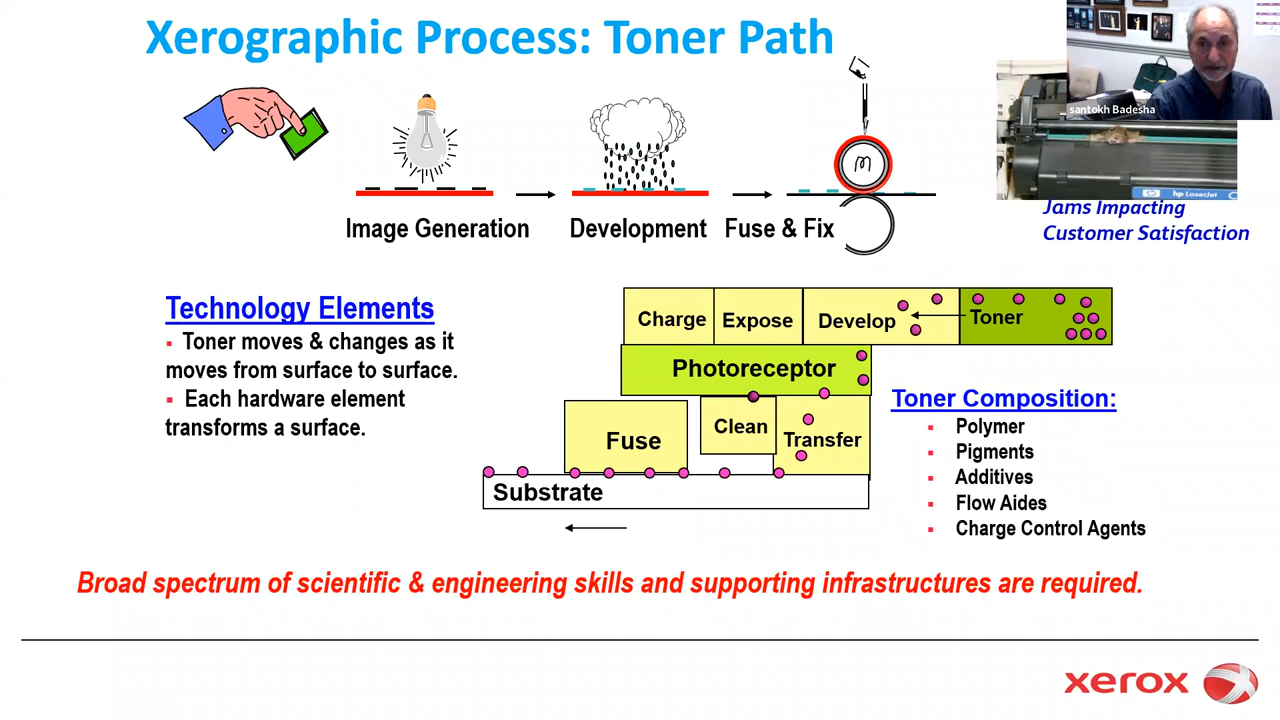 Xerographic Process: Toner Path
santokh Badesha
hp LaserJet
Image Generation
Development
Fuse & Fix
m
Jams Impacting
Customer Satisfaction
Technology Elements
▪ Toner moves & changes as it
moves from surface to surface.
▪ Each hardware element
transforms a surface.
Charge
Expose
Develop
Toner
Photoreceptor
Fuse
Clean
Transfer
Substrate
Toner Composition:
▪ Polymer
▪ Pigments
▪ Additives
▪ Flow Aides
▪ Charge Control Agents
Broad spectrum of scientific & engineering skills and supporting infrastructures are required.
xerox